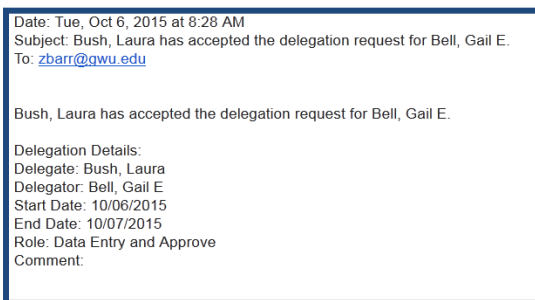 Date: Tue, Oct 6, 2015 at 8:28 AM
Subject: Bush, Laura has accepted the delegation request for Bell, Gail E.
To: zbarr@gwu.edu
Bush, Laura has accepted the delegation request for Bell, Gail E.
Delegation Details:
Delegate: Bush, Laura
Delegator: Bell, Gail E
Start Date: 10/06/2015
End Date: 10/07/2015
Role: Data Entry and Approve
Comment: